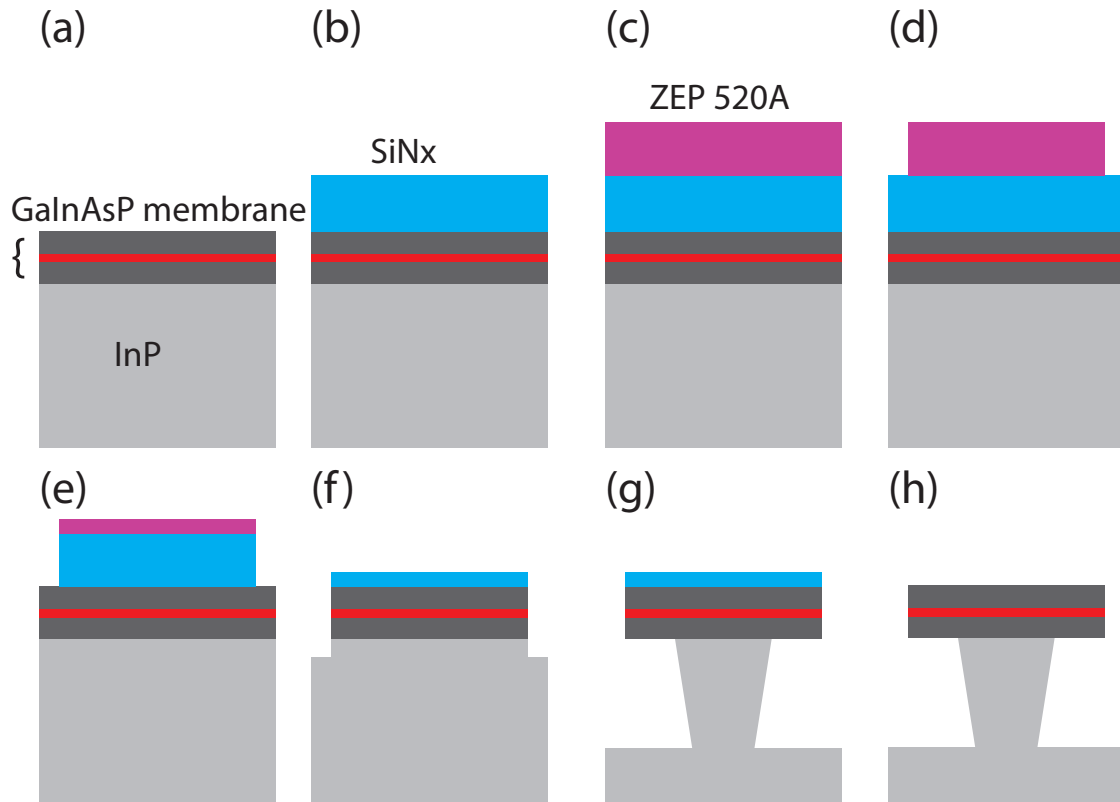 (a)
(b)
(c)
(d)
ZEP 520A
SiNx
GaInAsP membrane
{
InP
(e)
(f)
(g)
(h)